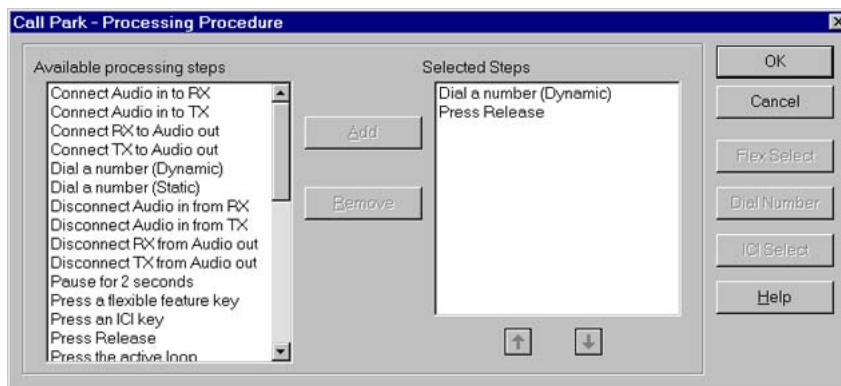 Call Park - Processing Procedure
Available processing steps
Connect Audio in to RX
Connect Audio in to TX
Connect RX to Audio out
Connect TX to Audio out
Dial a number (Dynamic)
Dial a number (Static)
Disconnect Audio in from RX
Disconnect Audio in from TX
Disconnect RX from Audio out
Disconnect TX from Audio out
Pause for 2 seconds
Press a flexible feature key
Press an ICI key
Press Release
Press the active loop
Add
Remove
Selected Steps
Dial a number (Dynamic)
Press Release
OK
Cancel
Flex Select
Dial Number
ICI Select
Help